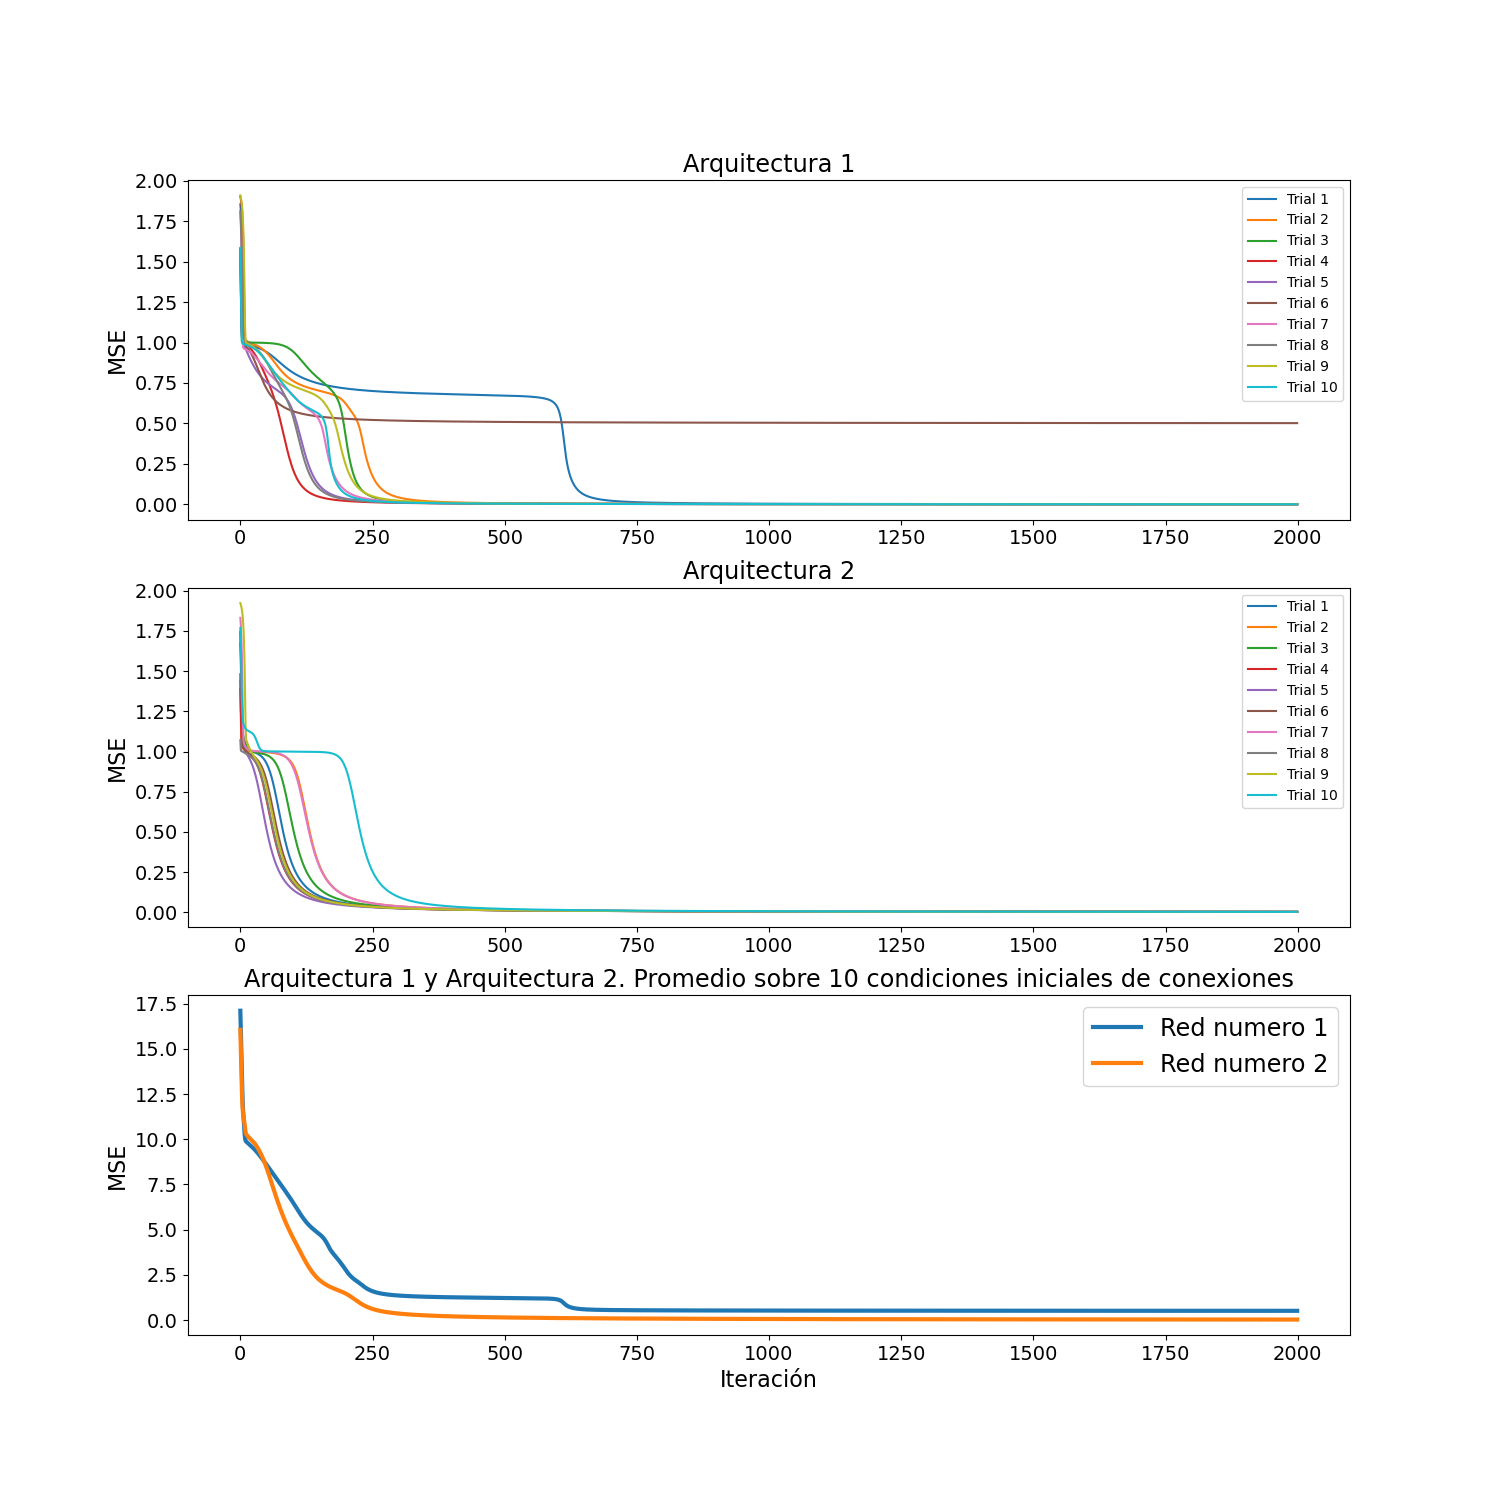 Arquitectura 1
MSE
2.00
1.75
1.50
1.25
1.00
0.75
0.50
0.25
0.00
0 250 500 750 1000 1250 1500 1750 2000
Trial 1
Trial 2
Trial 3
Trial 4
Trial 5
Trial 6
Trial 7
Trial 8
Trial 9
Trial 10
Arquitectura 2
MSE
2.00
1.75
1.50
1.25
1.00
0.75
0.50
0.25
0.00
0 250 500 750 1000 1250 1500 1750 2000
Trial 1
Trial 2
Trial 3
Trial 4
Trial 5
Trial 6
Trial 7
Trial 8
Trial 9
Trial 10
Arquitectura 1 y Arquitectura 2. Promedio sobre 10 condiciones iniciales de conexiones
MSE
17.5
15.0
12.5
10.0
7.5
5.0
2.5
0.0
0 250 500 750 1000 1250 1500 1750 2000
Red numero 1
Red numero 2
Iteración